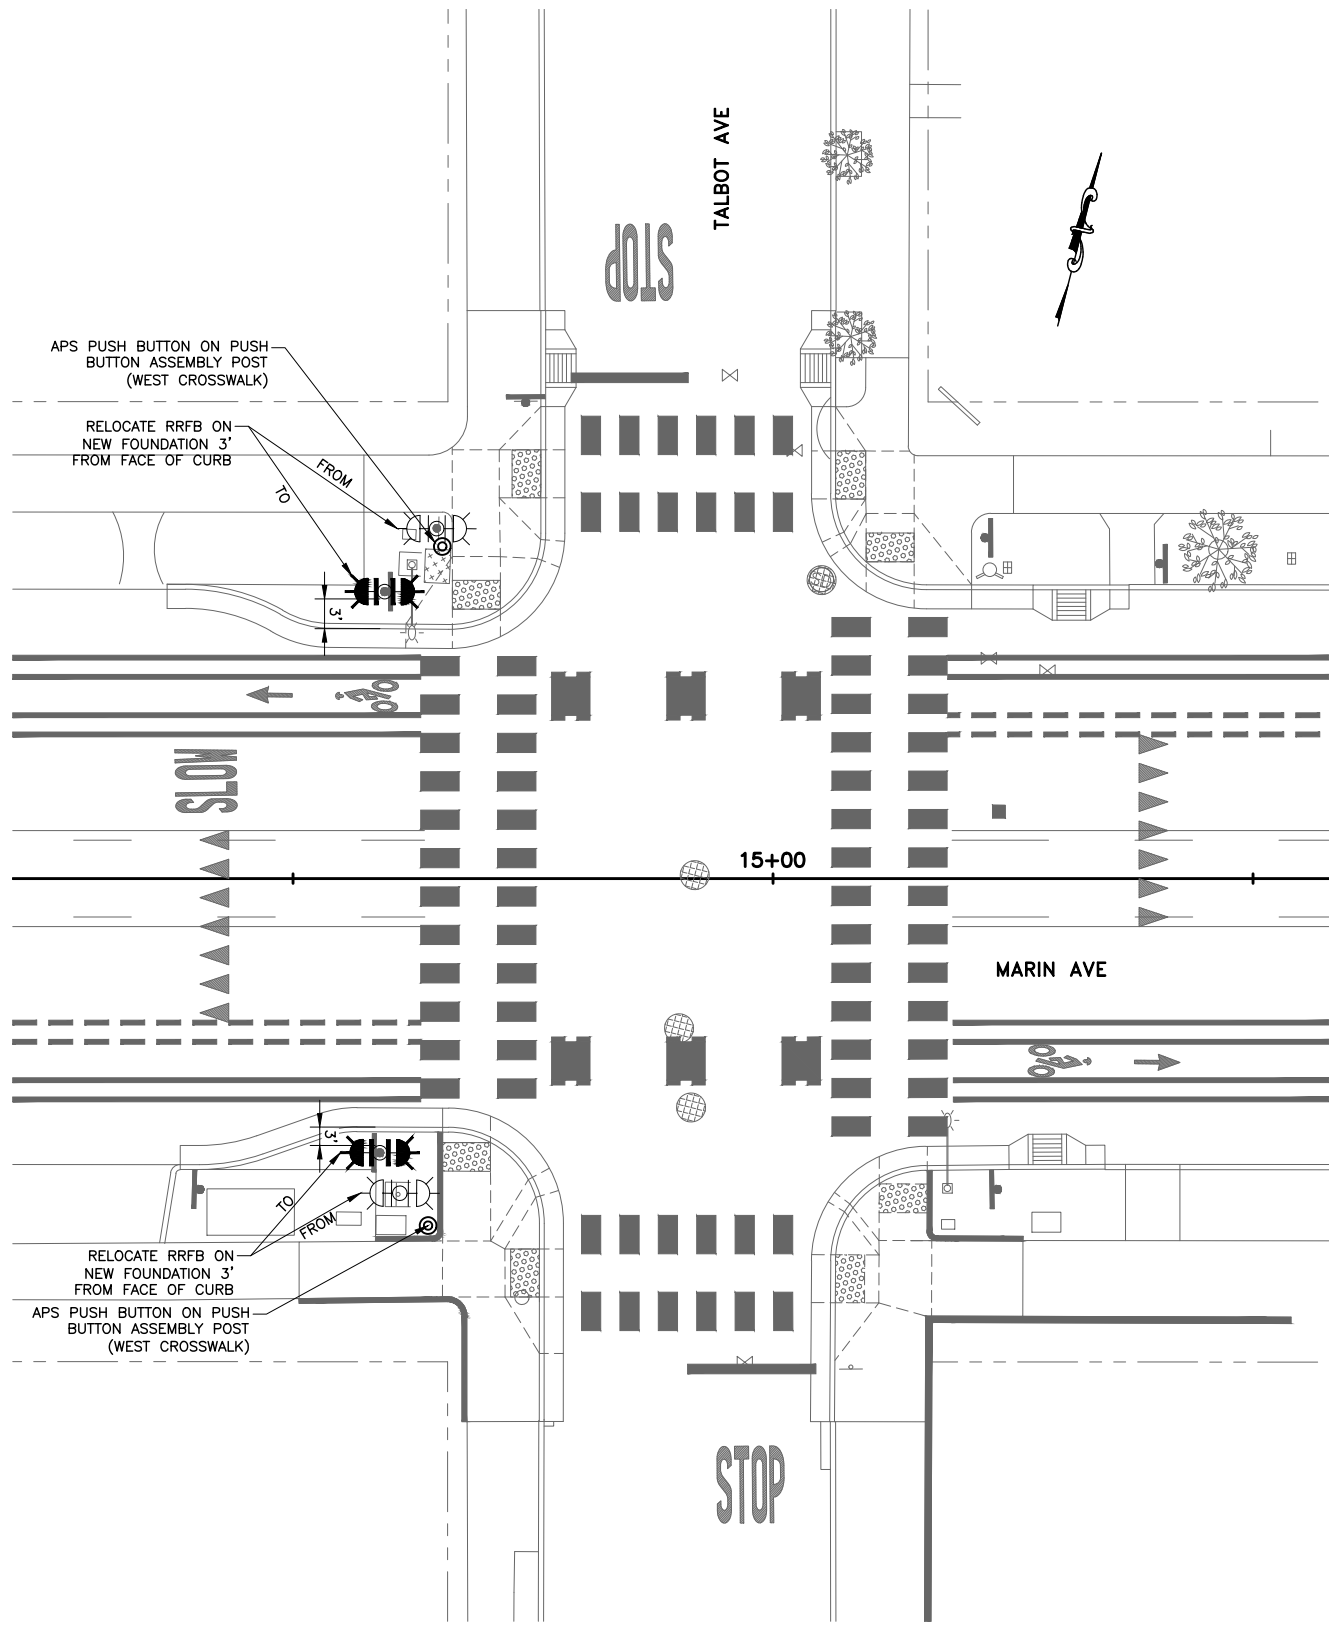 TALBOT AVE
STOP
APS PUSH BUTTON ON PUSH
BUTTON ASSEMBLY POST
(WEST CROSSWALK)
RELOCATE RRFB ON
NEW FOUNDATION 3'
FROM FACE OF CURB
FROM
TO
3'
SLOW
15+00
MARIN AVE
3'
TO
FROM
RELOCATE RRFB ON
NEW FOUNDATION 3'
FROM FACE OF CURB
APS PUSH BUTTON ON PUSH
BUTTON ASSEMBLY POST
(WEST CROSSWALK)
STOP